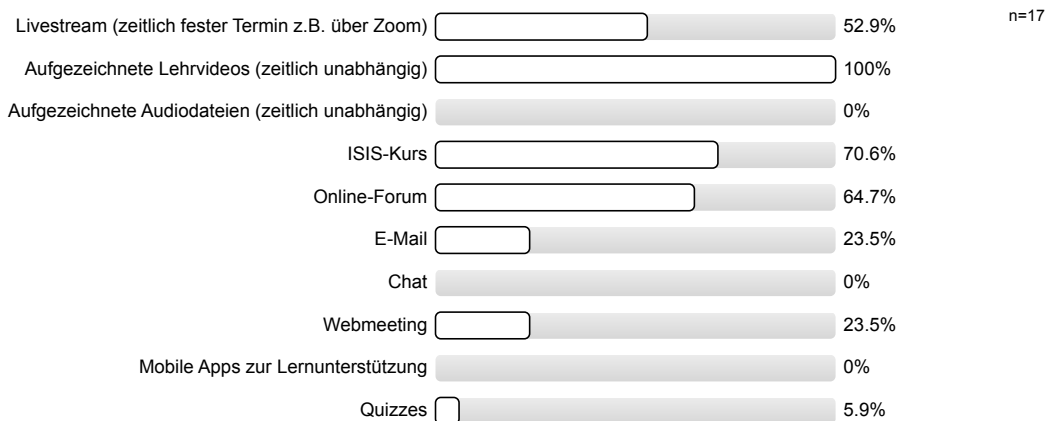 Livestream (zeitlich fester Termin z.B. über Zoom) 52.9% n=17
Aufgezeichnete Lehrvideos (zeitlich unabhängig) 100%
Aufgezeichnete Audiodateien (zeitlich unabhängig) 0%
ISIS-Kurs 70.6%
Online-Forum 64.7%
E-Mail 23.5%
Chat 0%
Webmeeting 23.5%
Mobile Apps zur Lernunterstützung 0%
Quizzes 5.9%